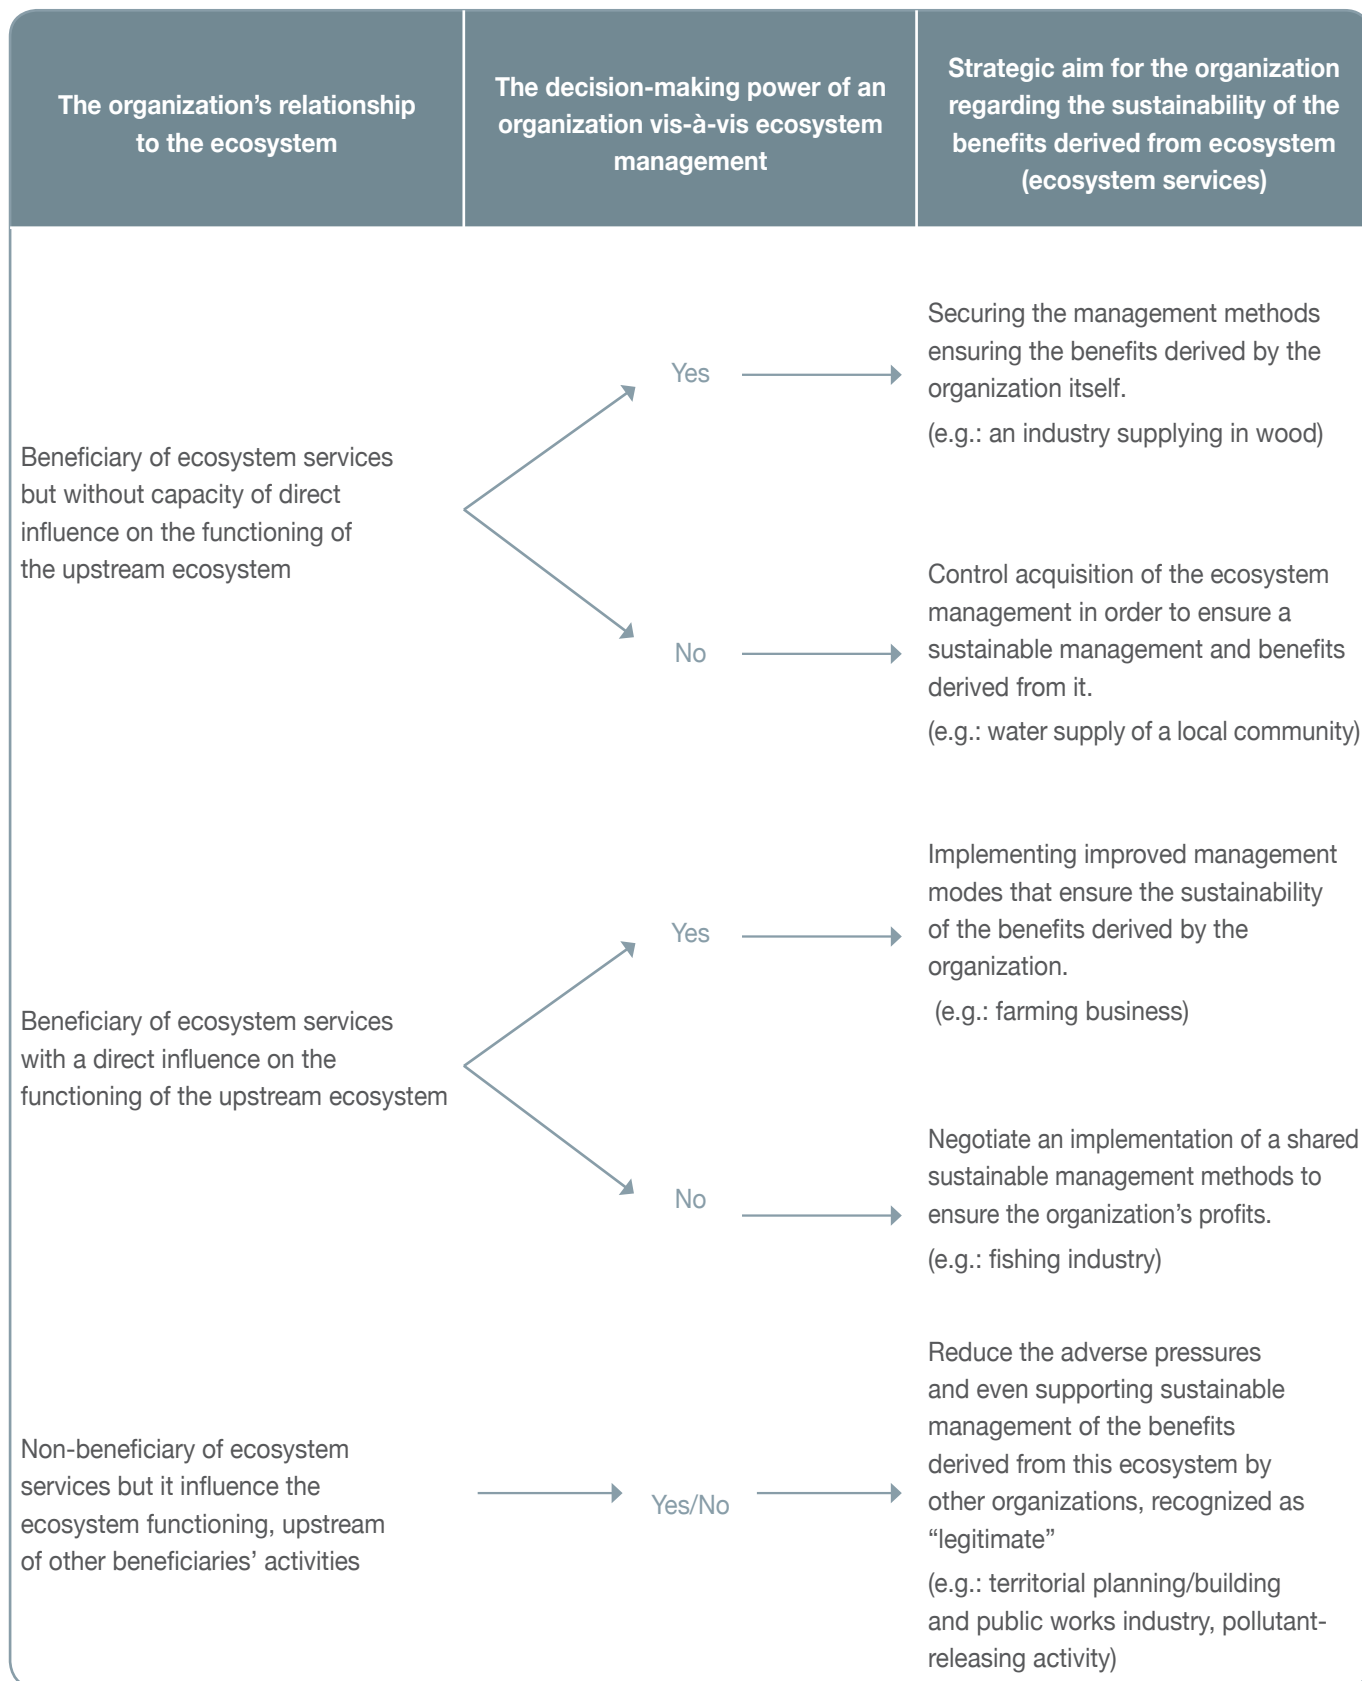 The organization’s relationship
to the ecosystem
The decision-making power of an
organization vis-à-vis ecosystem
management
Strategic aim for the organization
regarding the sustainability of the
benefits derived from ecosystem
(ecosystem services)
Beneficiary of ecosystem services
but without capacity of direct
influence on the functioning of
the upstream ecosystem
Yes
Securing the management methods
ensuring the benefits derived by the
organization itself.
(e.g.: an industry supplying in wood)
No
Control acquisition of the ecosystem
management in order to ensure a
sustainable management and benefits
derived from it.
(e.g.: water supply of a local community)
Beneficiary of ecosystem services
with a direct influence on the
functioning of the upstream ecosystem
Yes
Implementing improved management
modes that ensure the sustainability
of the benefits derived by the
organization.
(e.g.: farming business)
No
Negotiate an implementation of a shared
sustainable management methods to
ensure the organization’s profits.
(e.g.: fishing industry)
Non-beneficiary of ecosystem
services but it influence the
ecosystem functioning, upstream
of other beneficiaries’ activities
Yes/No
Reduce the adverse pressures
and even supporting sustainable
management of the benefits
derived from this ecosystem by
other organizations, recognized as
“legitimate”
(e.g.: territorial planning/building
and public works industry, pollutant-
releasing activity)